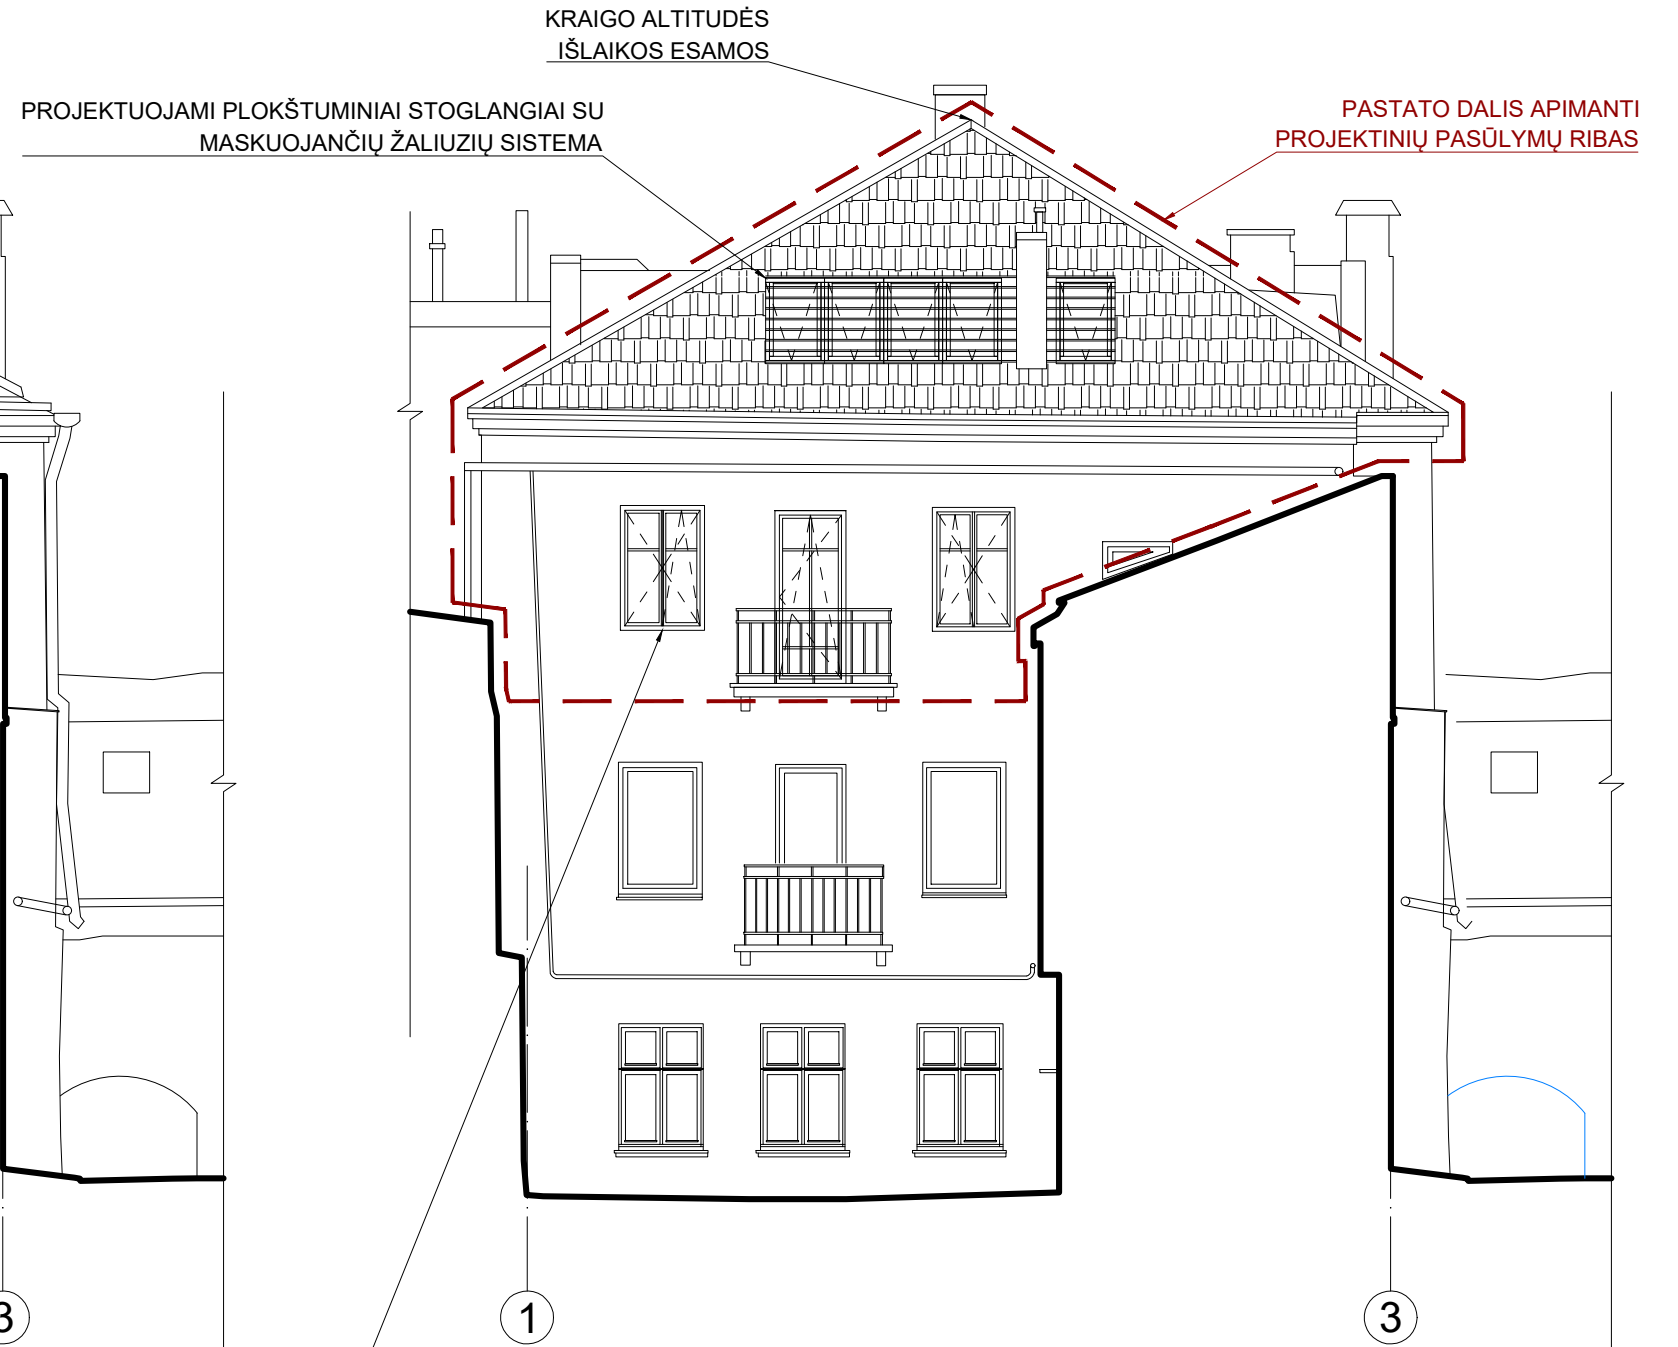 KRAIGO ALTITUDĖS
IŠLAIKOS ESAMOS
PROJEKTUOJAMI PLOKŠTUMINIAI STOGLANGIAI SU
MASKUOJANČIŲ ŽALIUZIŲ SISTEMA
PASTATO DALIS APIMANTI
PROJEKTINIŲ PASŪLYMŲ RIBAS
3
1
3